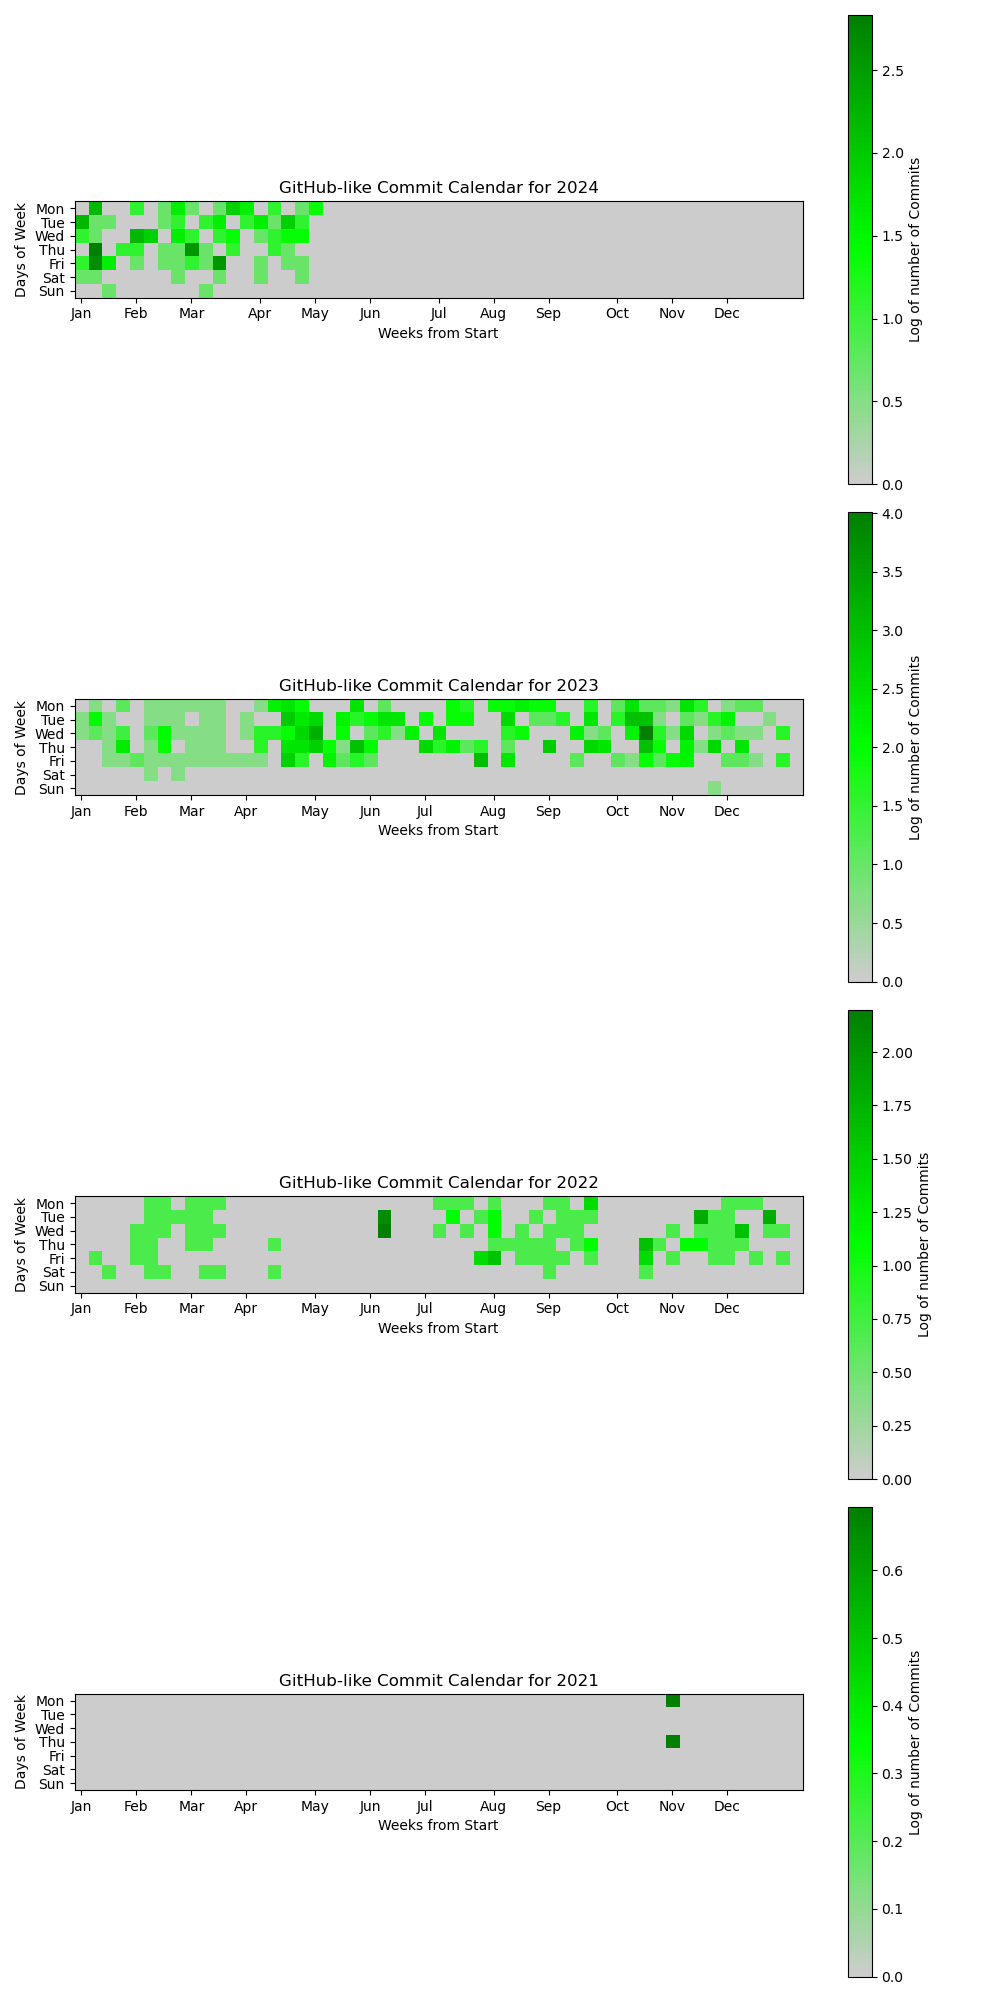 GitHub-like Commit Calendar for 2024
Days of Week
Mon
Tue
Wed
Thu
Fri
Sat
Sun
Jan Feb Mar Apr May Jun Jul Aug Sep Oct Nov Dec
Weeks from Start
2.5
2.0
1.5
1.0
0.5
0.0
Log of number of Commits
GitHub-like Commit Calendar for 2023
Days of Week
Mon
Tue
Wed
Thu
Fri
Sat
Sun
Jan Feb Mar Apr May Jun Jul Aug Sep Oct Nov Dec
Weeks from Start
4.0
3.5
3.0
2.5
2.0
1.5
1.0
0.5
0.0
Log of number of Commits
GitHub-like Commit Calendar for 2022
Days of Week
Mon
Tue
Wed
Thu
Fri
Sat
Sun
Jan Feb Mar Apr May Jun Jul Aug Sep Oct Nov Dec
Weeks from Start
2.00
1.75
1.50
1.25
1.00
0.75
0.50
0.25
0.00
Log of number of Commits
GitHub-like Commit Calendar for 2021
Days of Week
Mon
Tue
Wed
Thu
Fri
Sat
Sun
Jan Feb Mar Apr May Jun Jul Aug Sep Oct Nov Dec
Weeks from Start
0.6
0.5
0.4
0.3
0.2
0.1
0.0
Log of number of Commits